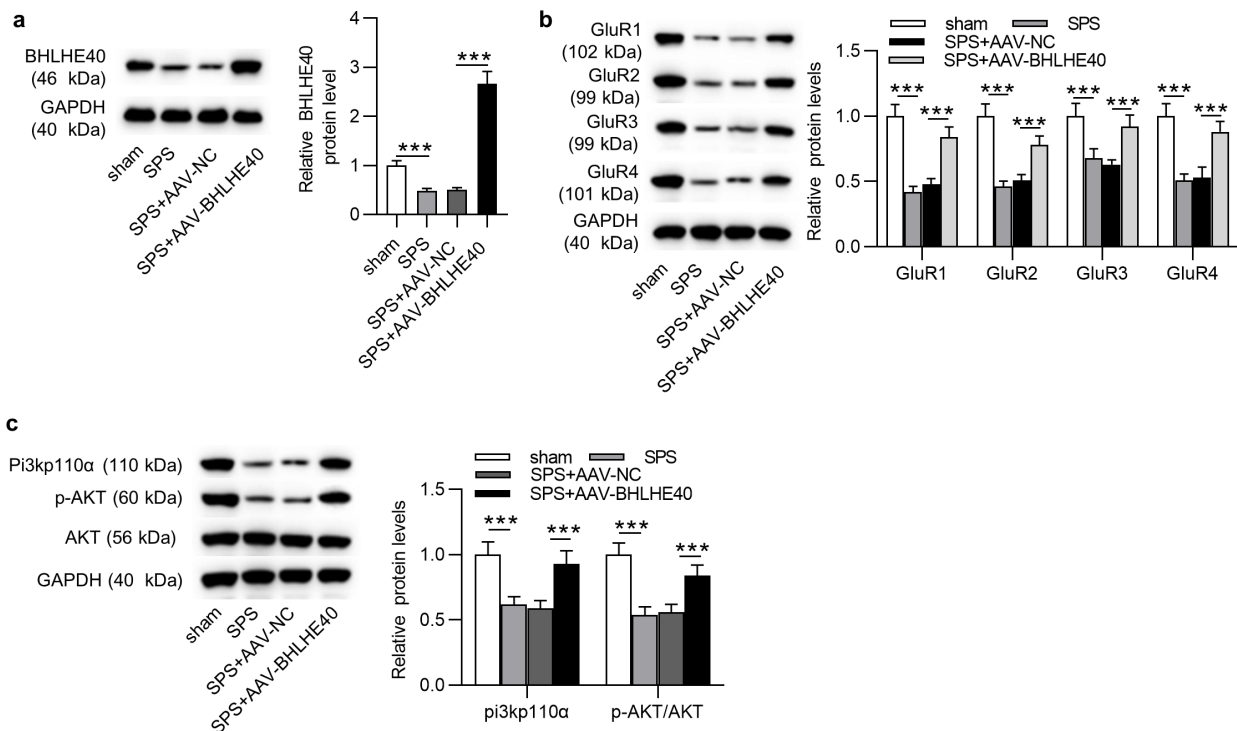 a
BHLHE40
(46 kDa)
GAPDH
(40 kDa)
sham
SPS
SPS+AAV-NC
SPS+AAV-BHLHE40
Relative BHLHE40
protein level
4
3
2
1
0
***
***
sham
SPS
SPS+AAV-NC
SPS+AAV-BHLHE40
b
GluR1
(102 kDa)
GluR2
(99 kDa)
GluR3
(99 kDa)
GluR4
(101 kDa)
GAPDH
(40 kDa)
sham
SPS
SPS+AAV-NC
SPS+AAV-BHLHE40
sham SPS
SPS+AAV-NC
SPS+AAV-BHLHE40
Relative protein levels
1.5
1.0
0.5
0.0
*** *** *** *** *** *** *** ***
GluR1 GluR2 GluR3 GluR4
c
Pi3kp110α (110 kDa)
p-AKT (60 kDa)
AKT (56 kDa)
GAPDH (40 kDa)
sham
SPS
SPS+AAV-NC
SPS+AAV-BHLHE40
sham SPS
SPS+AAV-NC
SPS+AAV-BHLHE40
Relative protein levels
1.5
1.0
0.5
0.0
*** *** *** ***
pi3kp110α p-AKT/AKT